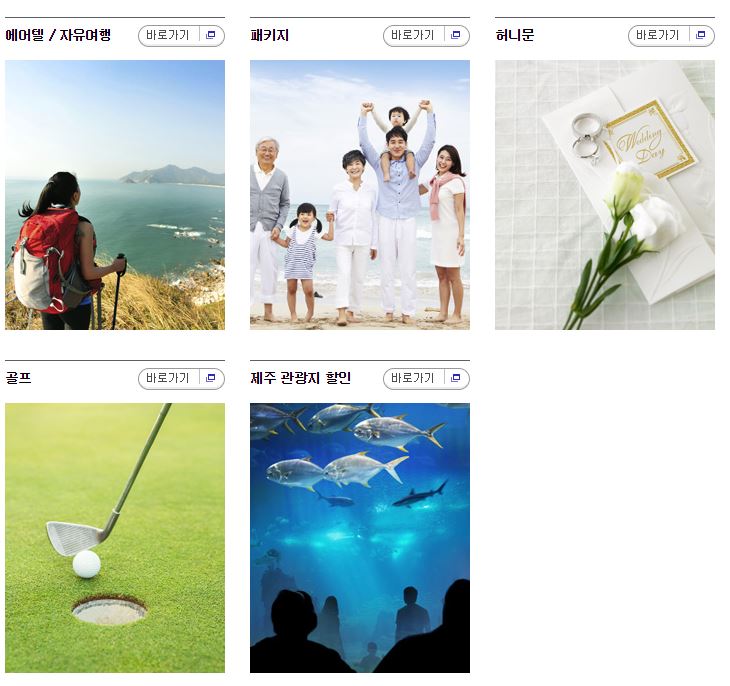 에어텔 / 자유여행 바로가기
패키지 바로가기
허니문 바로가기
Wedding
Day
골프 바로가기
제주 관광지 할인 바로가기